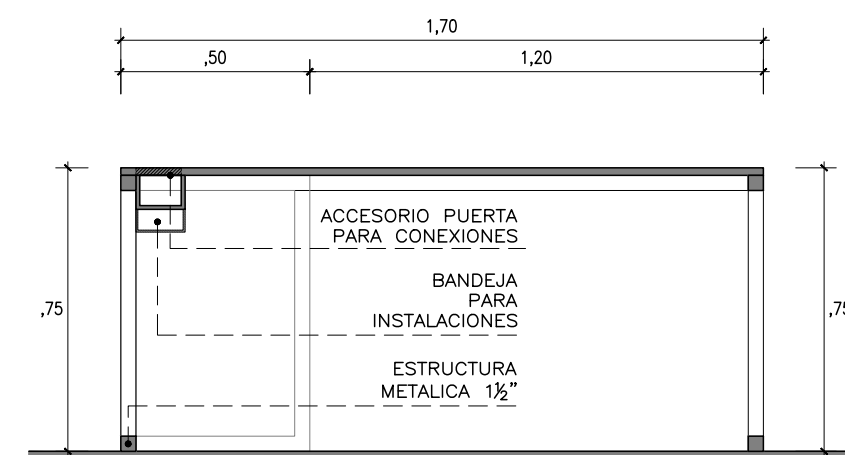 1,70
,50
1,20
ACCESORIO PUERTA
PARA CONEXIONES
BANDEJA
PARA
INSTALACIONES
,75
,75
ESTRUCTURA
METALICA 1½”